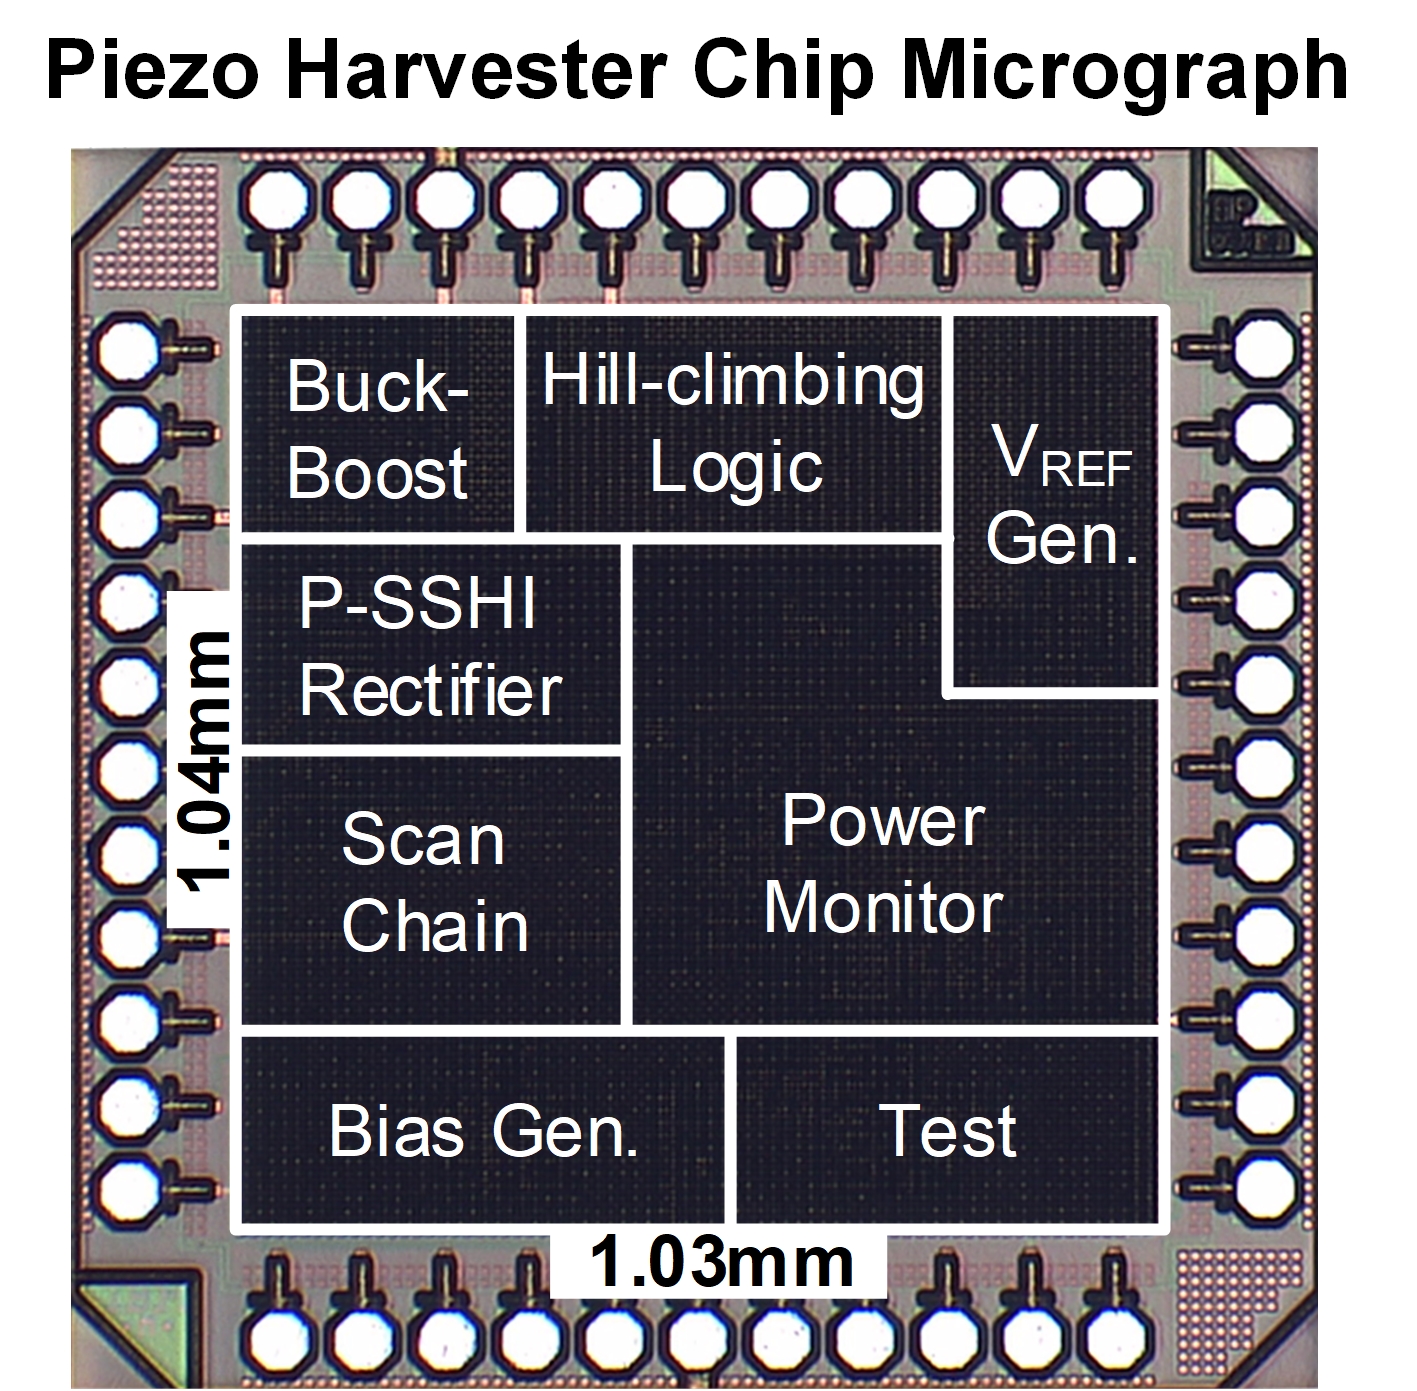 Piezo Harvester Chip Micrograph
Buck-
Boost
Hill-climbing
Logic
VREF
Gen.
P-SSHI
Rectifier
1.04mm
Scan
Chain
Power
Monitor
Bias Gen.
Test
1.03mm